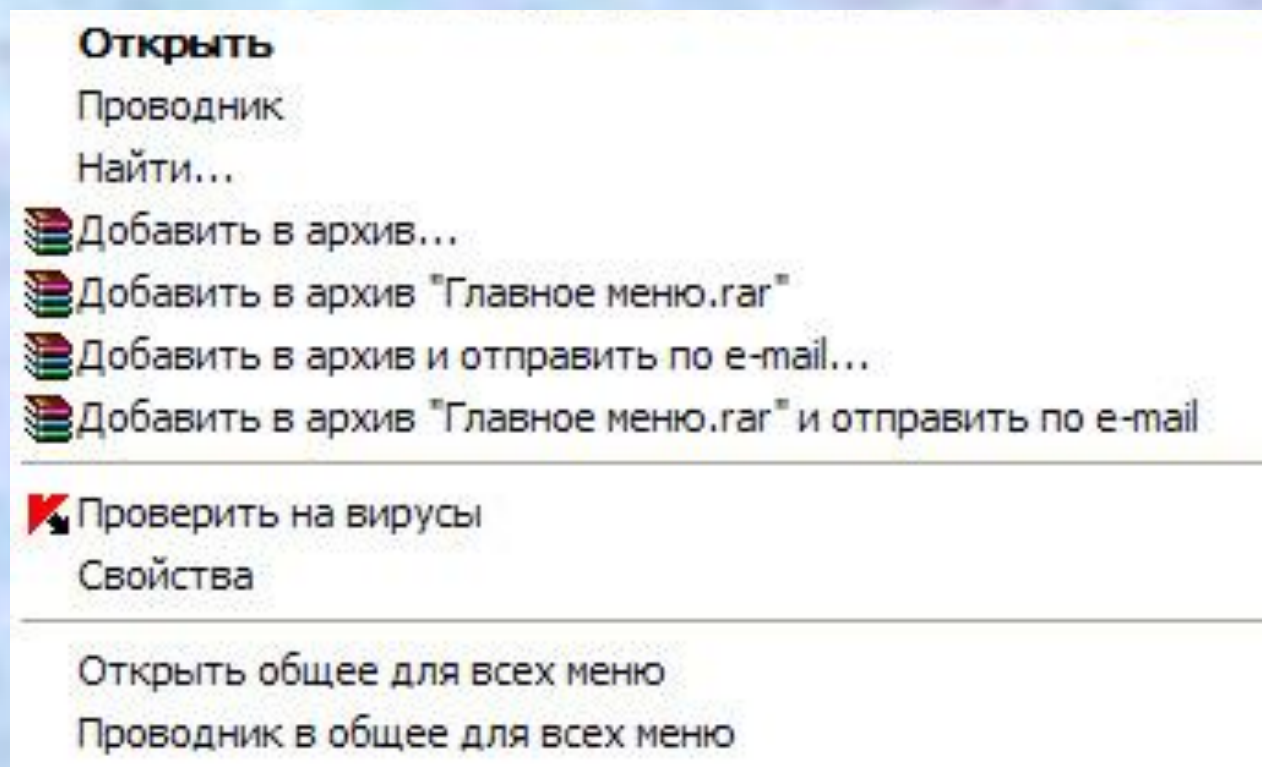 Открыть
Проводник
Найти...
Добавить в архив...
Добавить в архив "Главное меню.rar"
Добавить в архив и отправить по e-mail...
Добавить в архив "Главное меню.rar" и отправить по e-mail
Проверить на вирусы
Свойства
Открыть общее для всех меню
Проводник в общее для всех меню